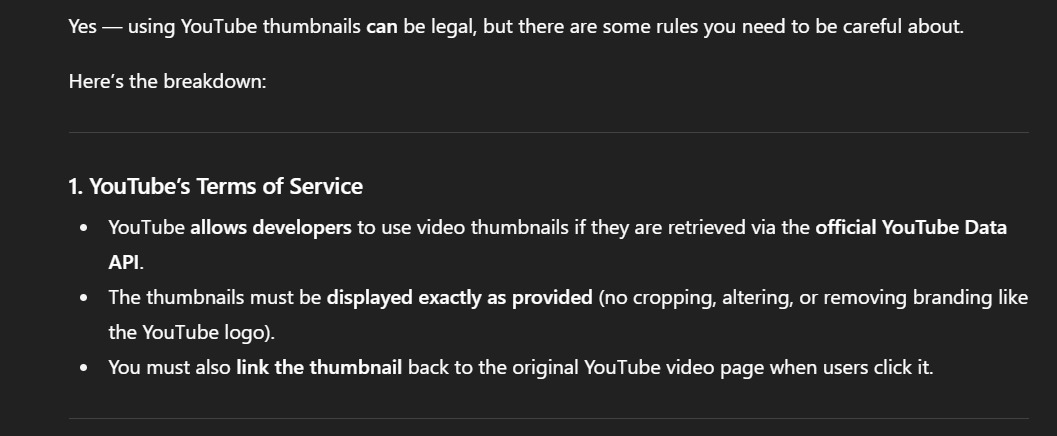 Yes — using YouTube thumbnails can be legal, but there are some rules you need to be careful about.
Here’s the breakdown:
1. YouTube’s Terms of Service
• YouTube allows developers to use video thumbnails if they are retrieved via the official YouTube Data
API.
• The thumbnails must be displayed exactly as provided (no cropping, altering, or removing branding like
the YouTube logo).
• You must also link the thumbnail back to the original YouTube video page when users click it.